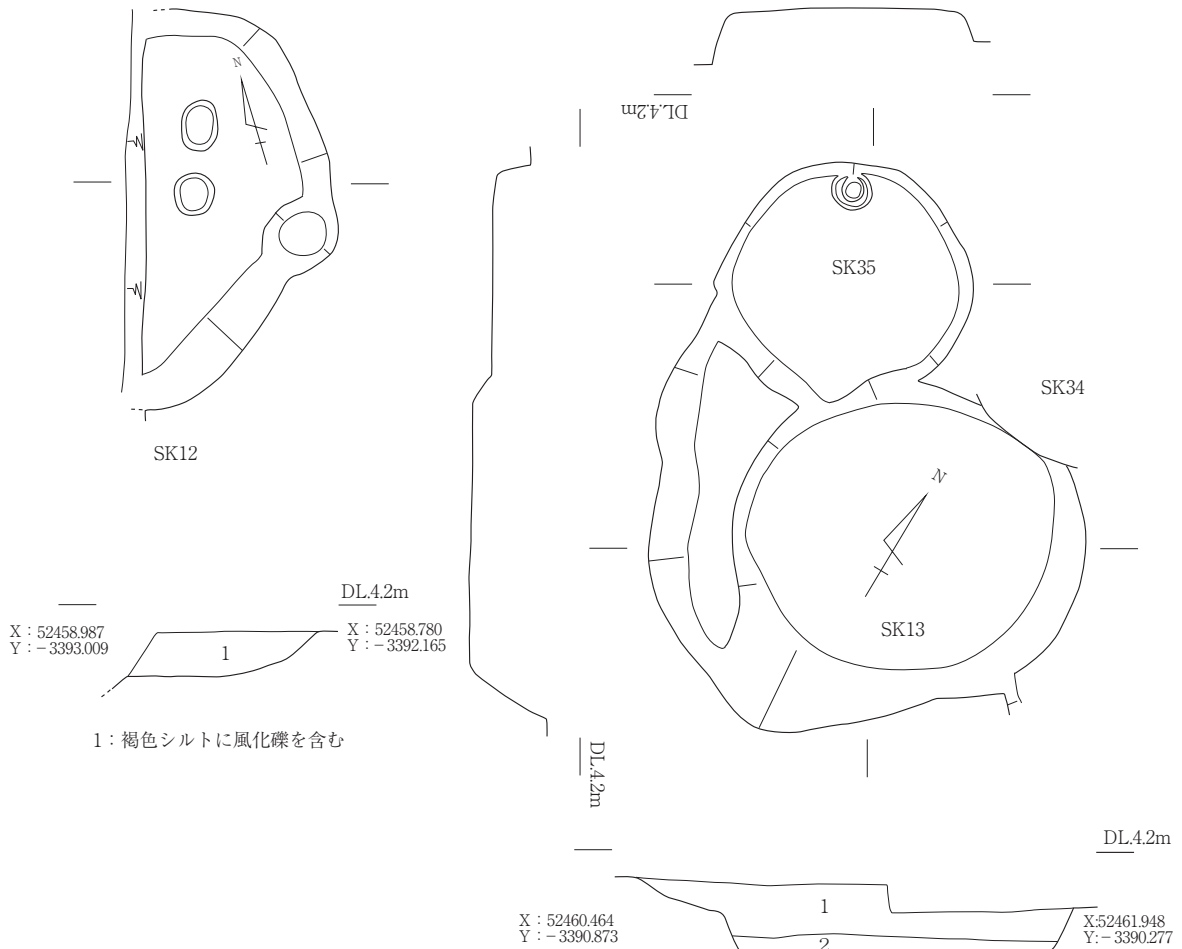 N
SK12
DL.4.2m
X：52458.987
Y：-3393.009
X：52458.780
Y：-3392.165
1
1：褐色シルトに風化礫を含む
DL.4.2m
SK35
SK34
N
SK13
DL.4.2m
DL.4.2m
X：52460.464
Y：-3390.873
X:52461.948
Y:-3390.277
1
2